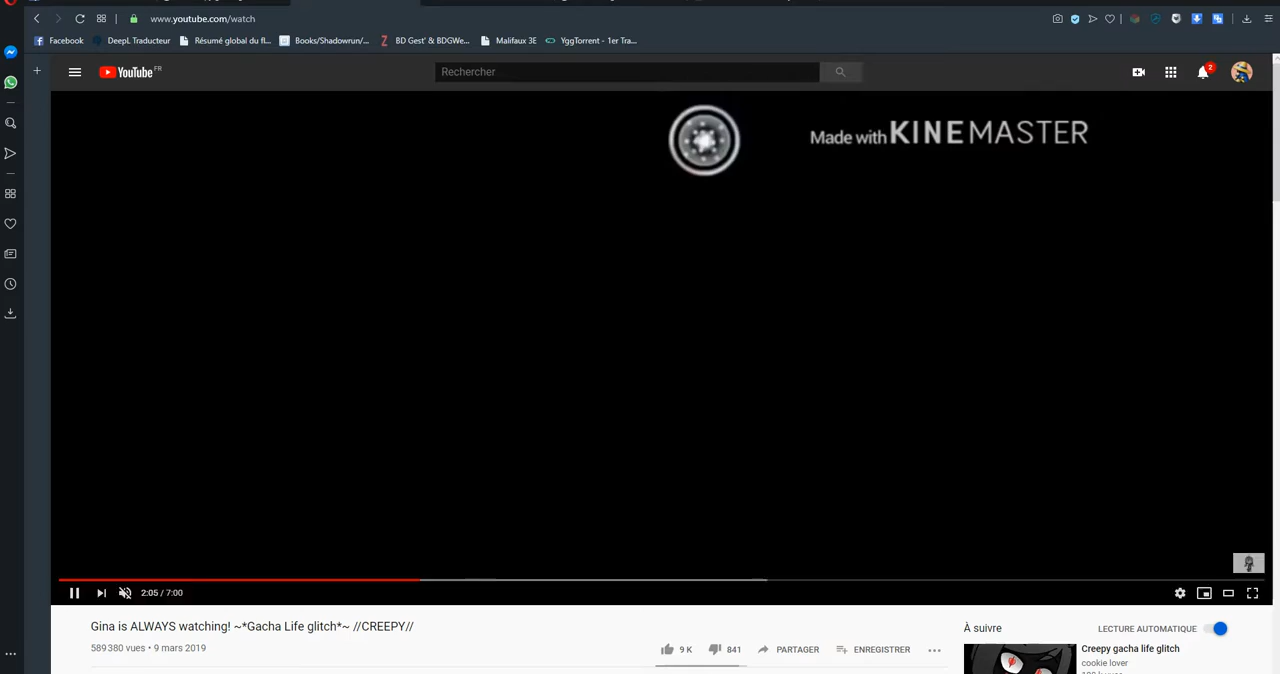 www.youtube.com/watch
Facebook DeepL Traducteur Résumé global du fl... Books/Shadowrun/... BD Gest' & BDGWe... Malifaux 3E YggTorrent - 1er Tra...
YouTube FR Rechercher 2
Made with KINEMASTER
2:05 / 7:00
Gina is ALWAYS watching! ~*Gacha Life glitch*~ //CREEPY//
À suivre LECTURE AUTOMATIQUE
589 380 vues • 9 mars 2019 9 K 841 PARTAGER ENREGISTRER
Creepy gacha life glitch
cookie lover